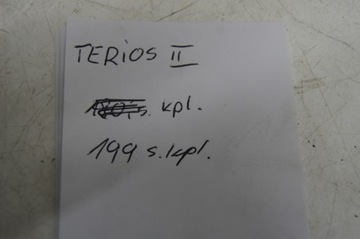 TERiOS II
kpl.
199 s.kpl.